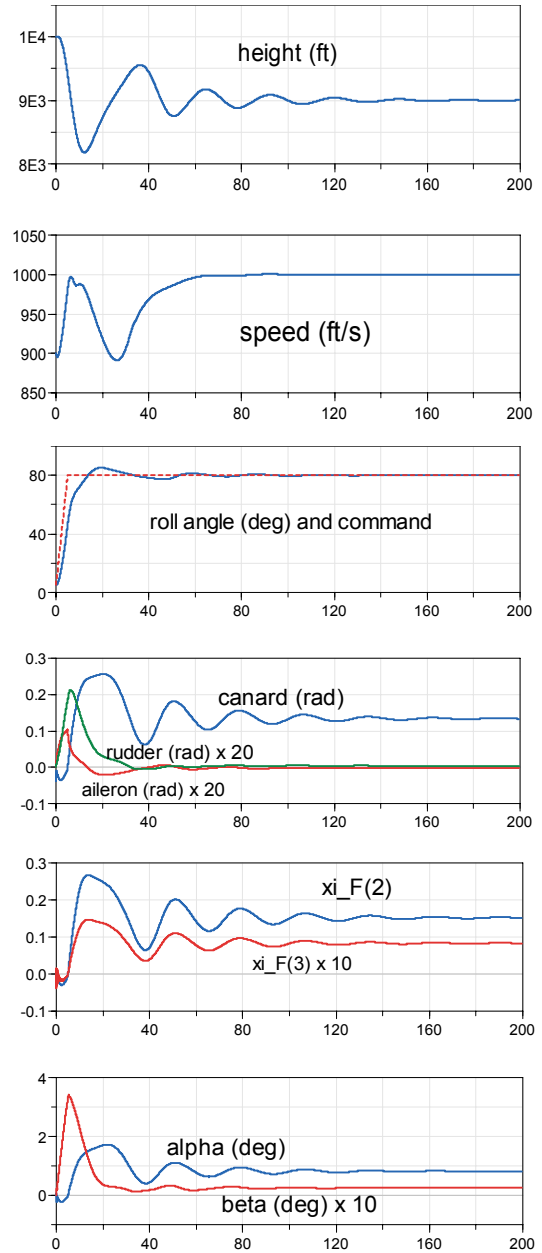 height (ft)
1E4
9E3
8E3
0 40 80 120 160 200
1050
1000
950
900
850
speed (ft/s)
0 40 80 120 160 200
80
40
0
roll angle (deg) and command
0 40 80 120 160 200
0.3
0.2
0.1
0.0
-0.1
canard (rad)
rudder (rad) x 20
aileron (rad) x 20
0 40 80 120 160 200
0.3
0.2
0.1
0.0
-0.1
xi_F(2)
xi_F(3) x 10
0 40 80 120 160 200
4
2
0
alpha (deg)
beta (deg) x 10
0 40 80 120 160 200